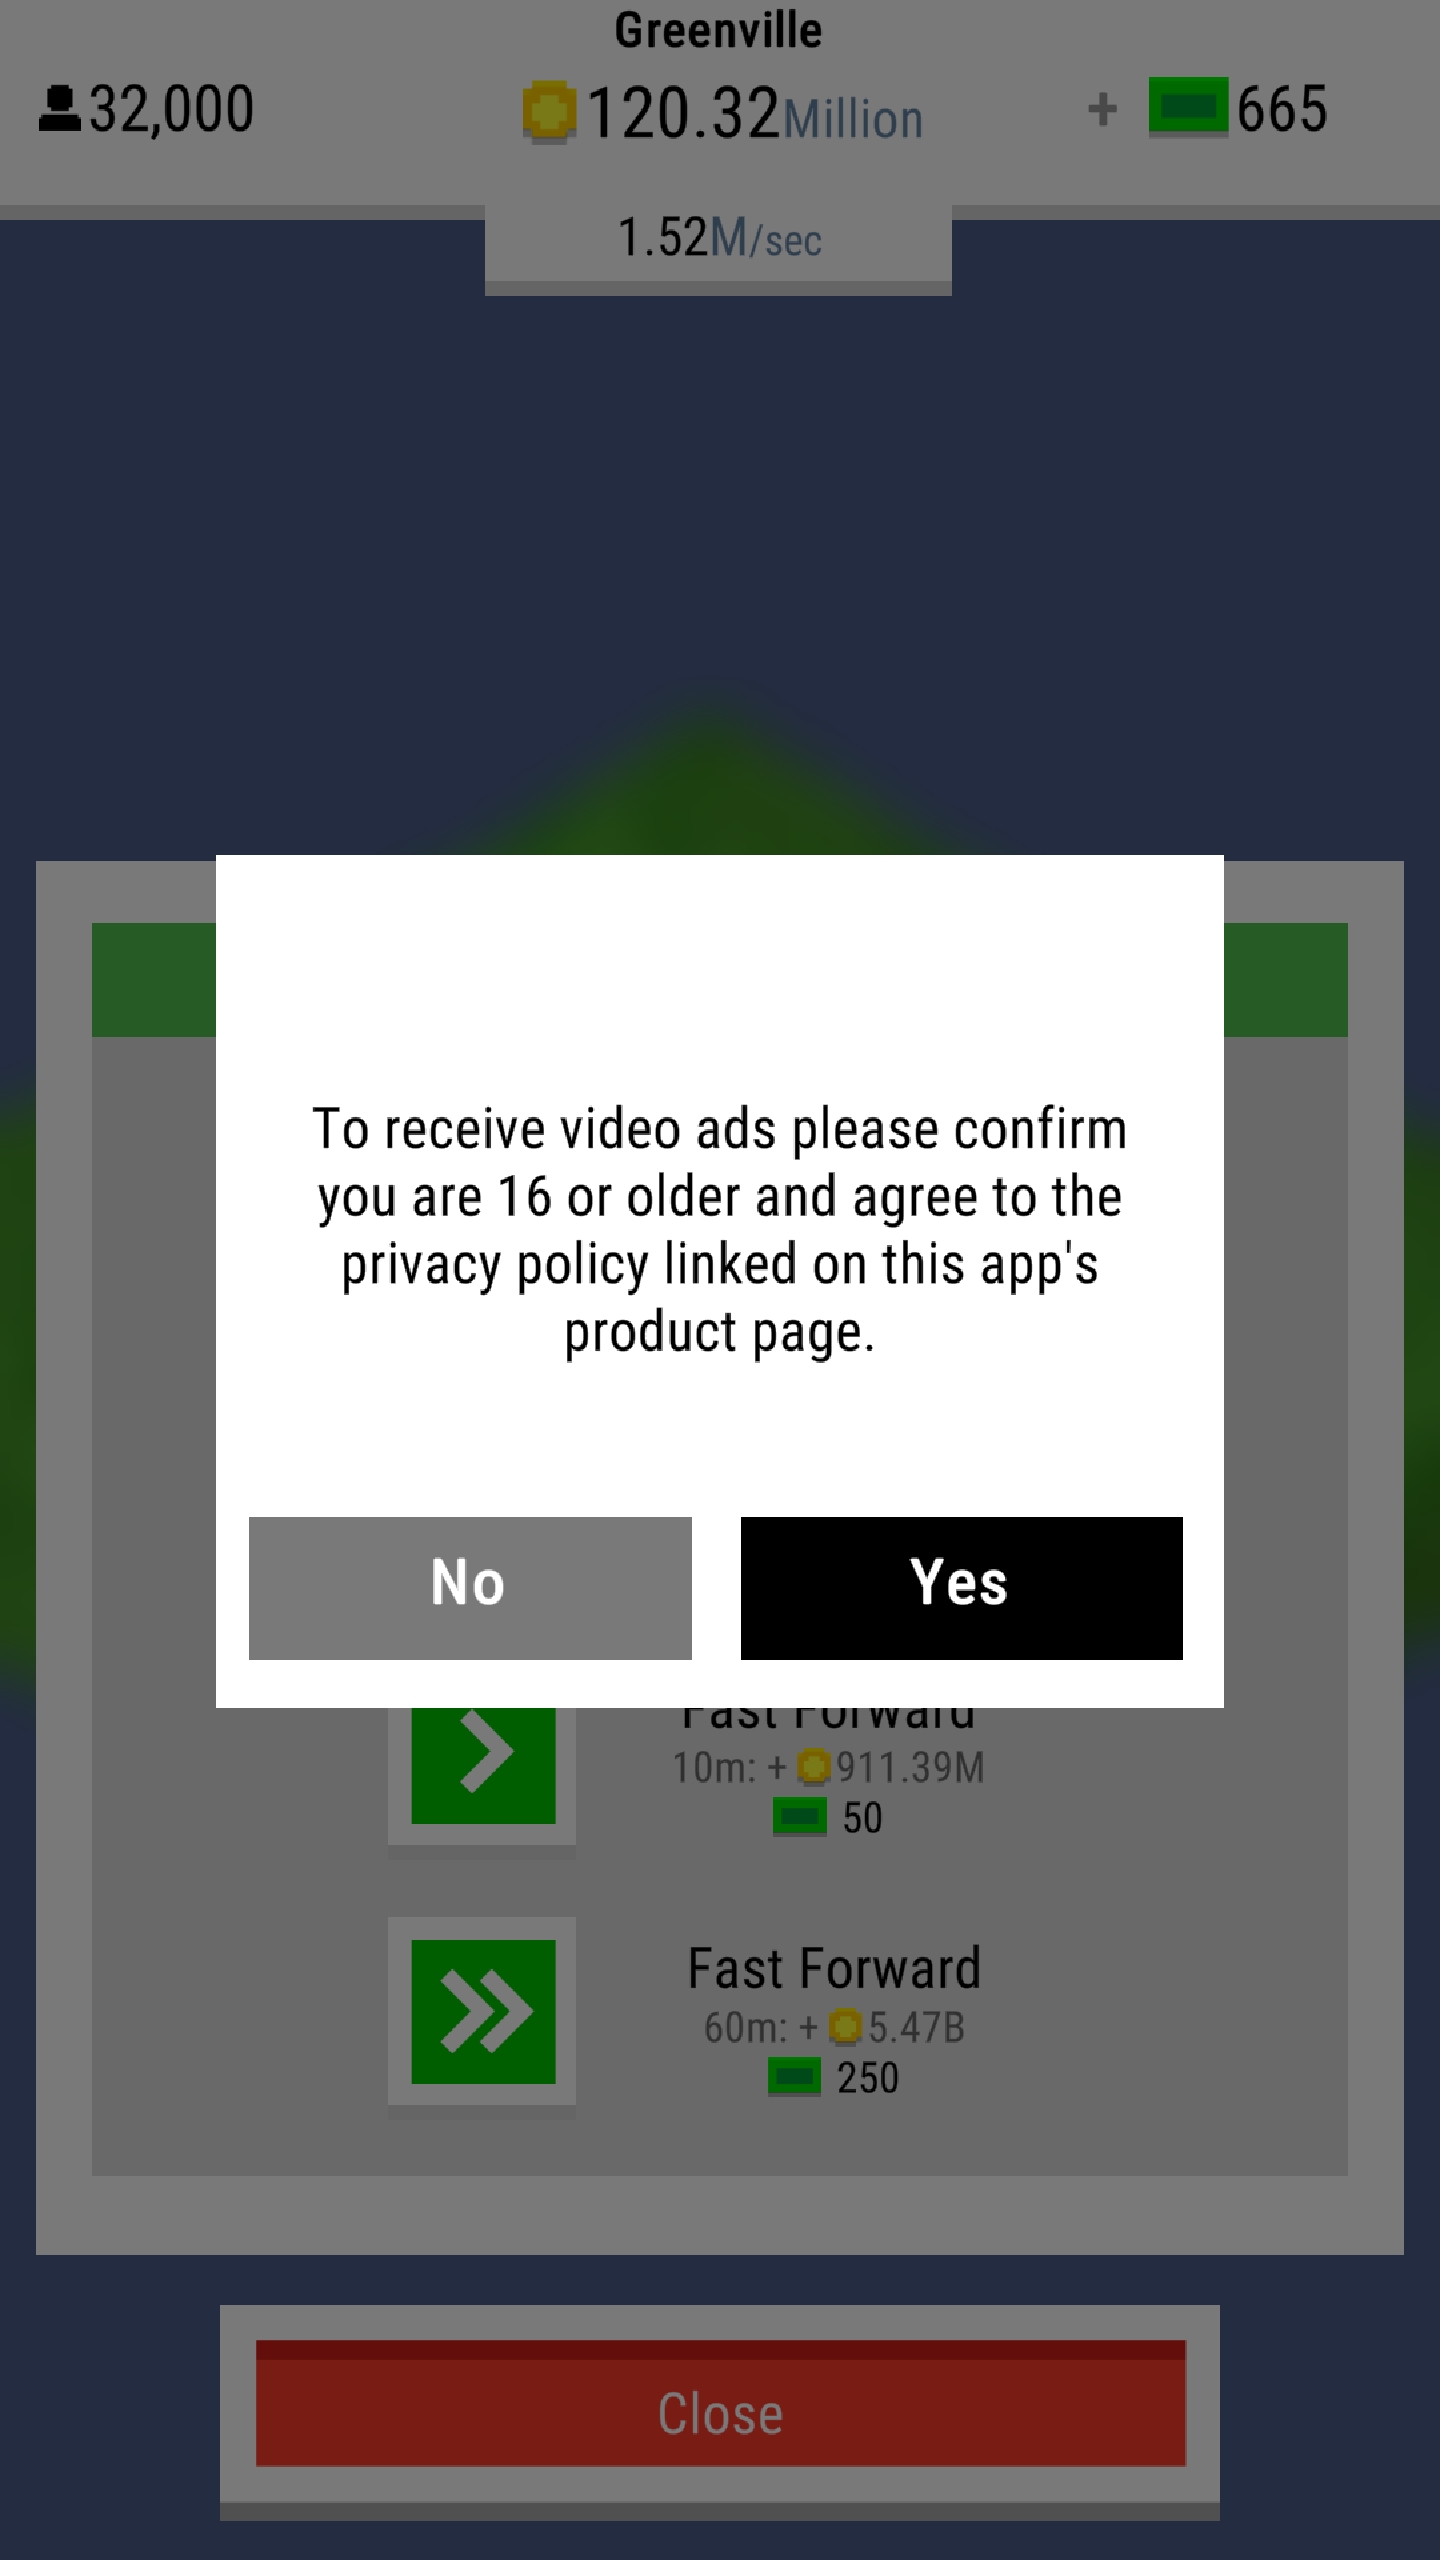 Greenville
32,000
120.32Million
+ 665
1.52M/sec
To receive video ads please confirm
you are 16 or older and agree to the
privacy policy linked on this app's
product page.
No
Yes
Fast Forward
10m: + 911.39M
50
Fast Forward
60m: + 5.47B
250
Close